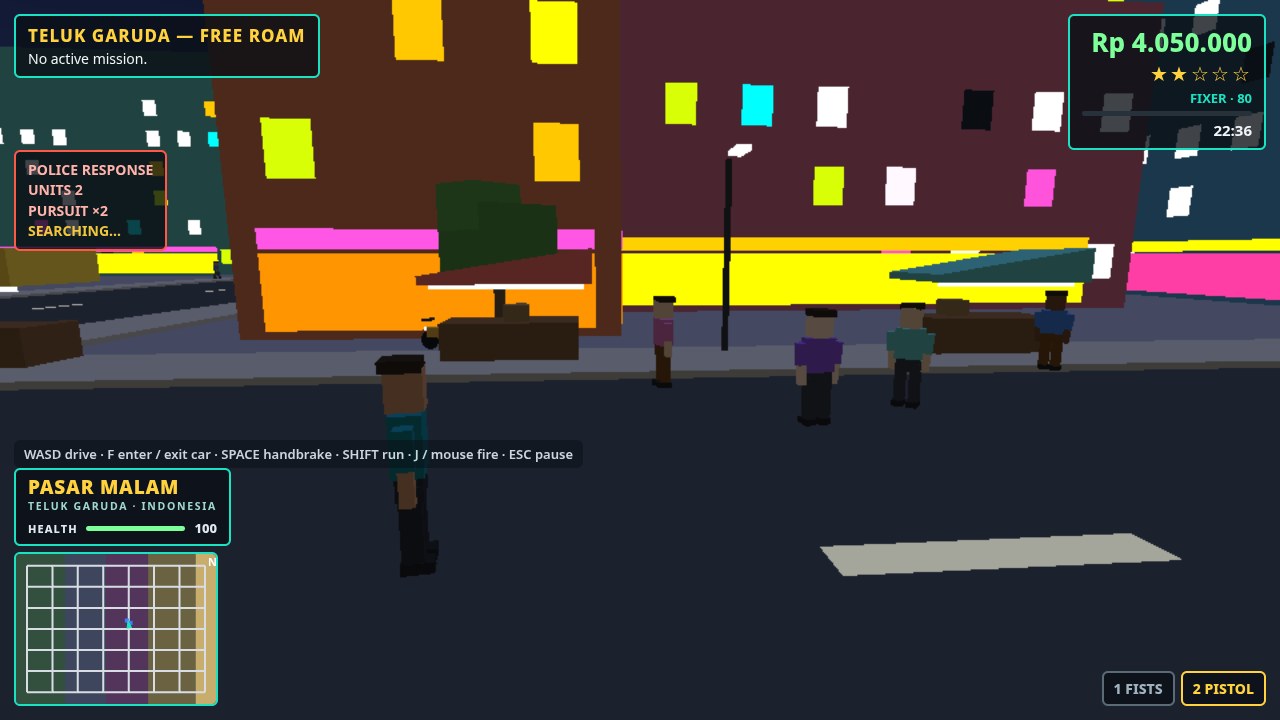 TELUK GARUDA — FREE ROAM
No active mission.
Rp 4.050.000
★★☆☆☆
FIXER · 80
22:36
POLICE RESPONSE
UNITS 2
PURSUIT ×2
SEARCHING...
WASD drive · F enter / exit car · SPACE handbrake · SHIFT run · J / mouse fire · ESC pause
PASAR MALAM
TELUK GARUDA · INDONESIA
HEALTH 100
N
1 FISTS
2 PISTOL